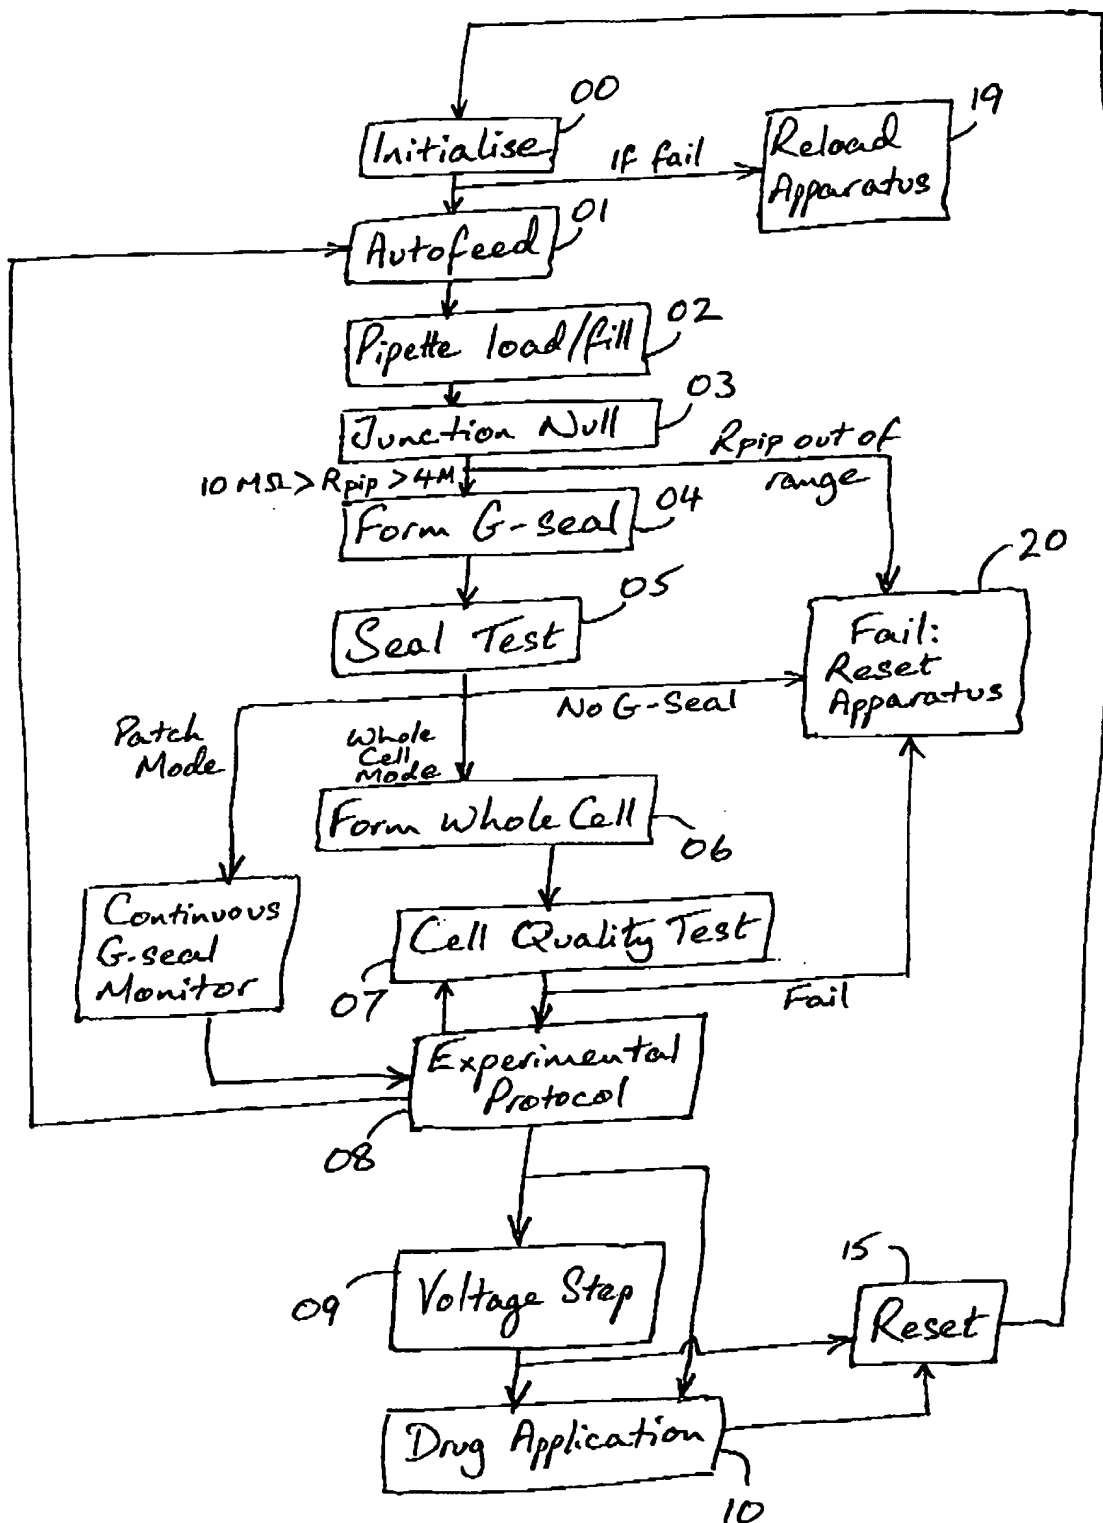 00
19
Initialise
If fail
Reload
Apparatus
01
Autofeed
02
Pipette load/fill
03
Junction Null
Rpip out of
range
10 MΩ > Rpip > 4M
04
Form G-seal
20
05
Seal Test
Fail:
Reset
Apparatus
No G-Seal
Patch
Mode
Whole
Cell
Mode
Form Whole Cell
06
Continuous
G-seal
Monitor
Cell Quality Test
07
Fail
Experimental
Protocol
08
15
09
Voltage Step
Reset
Drug Application
10